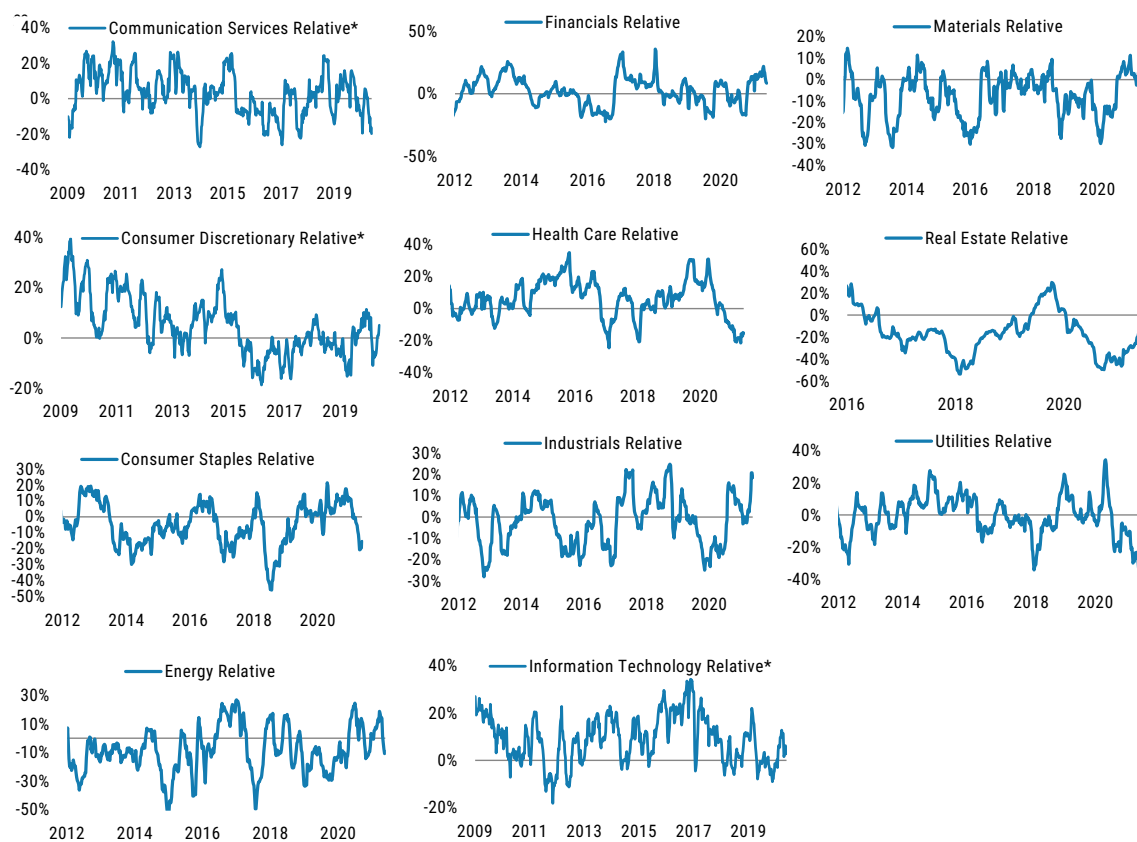 Communication Services Relative*
40%
20%
0%
-20%
-40%
2009 2011 2013 2015 2017 2019
Financials Relative
50%
0%
-50%
2012 2014 2016 2018 2020
Materials Relative
20%
10%
0%
-10%
-20%
-30%
-40%
2012 2014 2016 2018 2020
Consumer Discretionary Relative*
40%
20%
0%
-20%
2009 2011 2013 2015 2017 2019
Health Care Relative
40%
20%
0%
-20%
-40%
2012 2014 2016 2018 2020
Real Estate Relative
60%
40%
20%
0%
-20%
-40%
-60%
2016 2018 2020
Consumer Staples Relative
30%
20%
10%
0%
-10%
-20%
-30%
-40%
-50%
2012 2014 2016 2018 2020
Industrials Relative
30%
20%
10%
0%
-10%
-20%
-30%
2012 2014 2016 2018 2020
Utilities Relative
40%
20%
0%
-20%
-40%
2012 2014 2016 2018 2020
Energy Relative
30%
10%
-10%
-30%
-50%
2012 2014 2016 2018 2020
Information Technology Relative*
40%
20%
0%
-20%
2009 2011 2013 2015 2017 2019